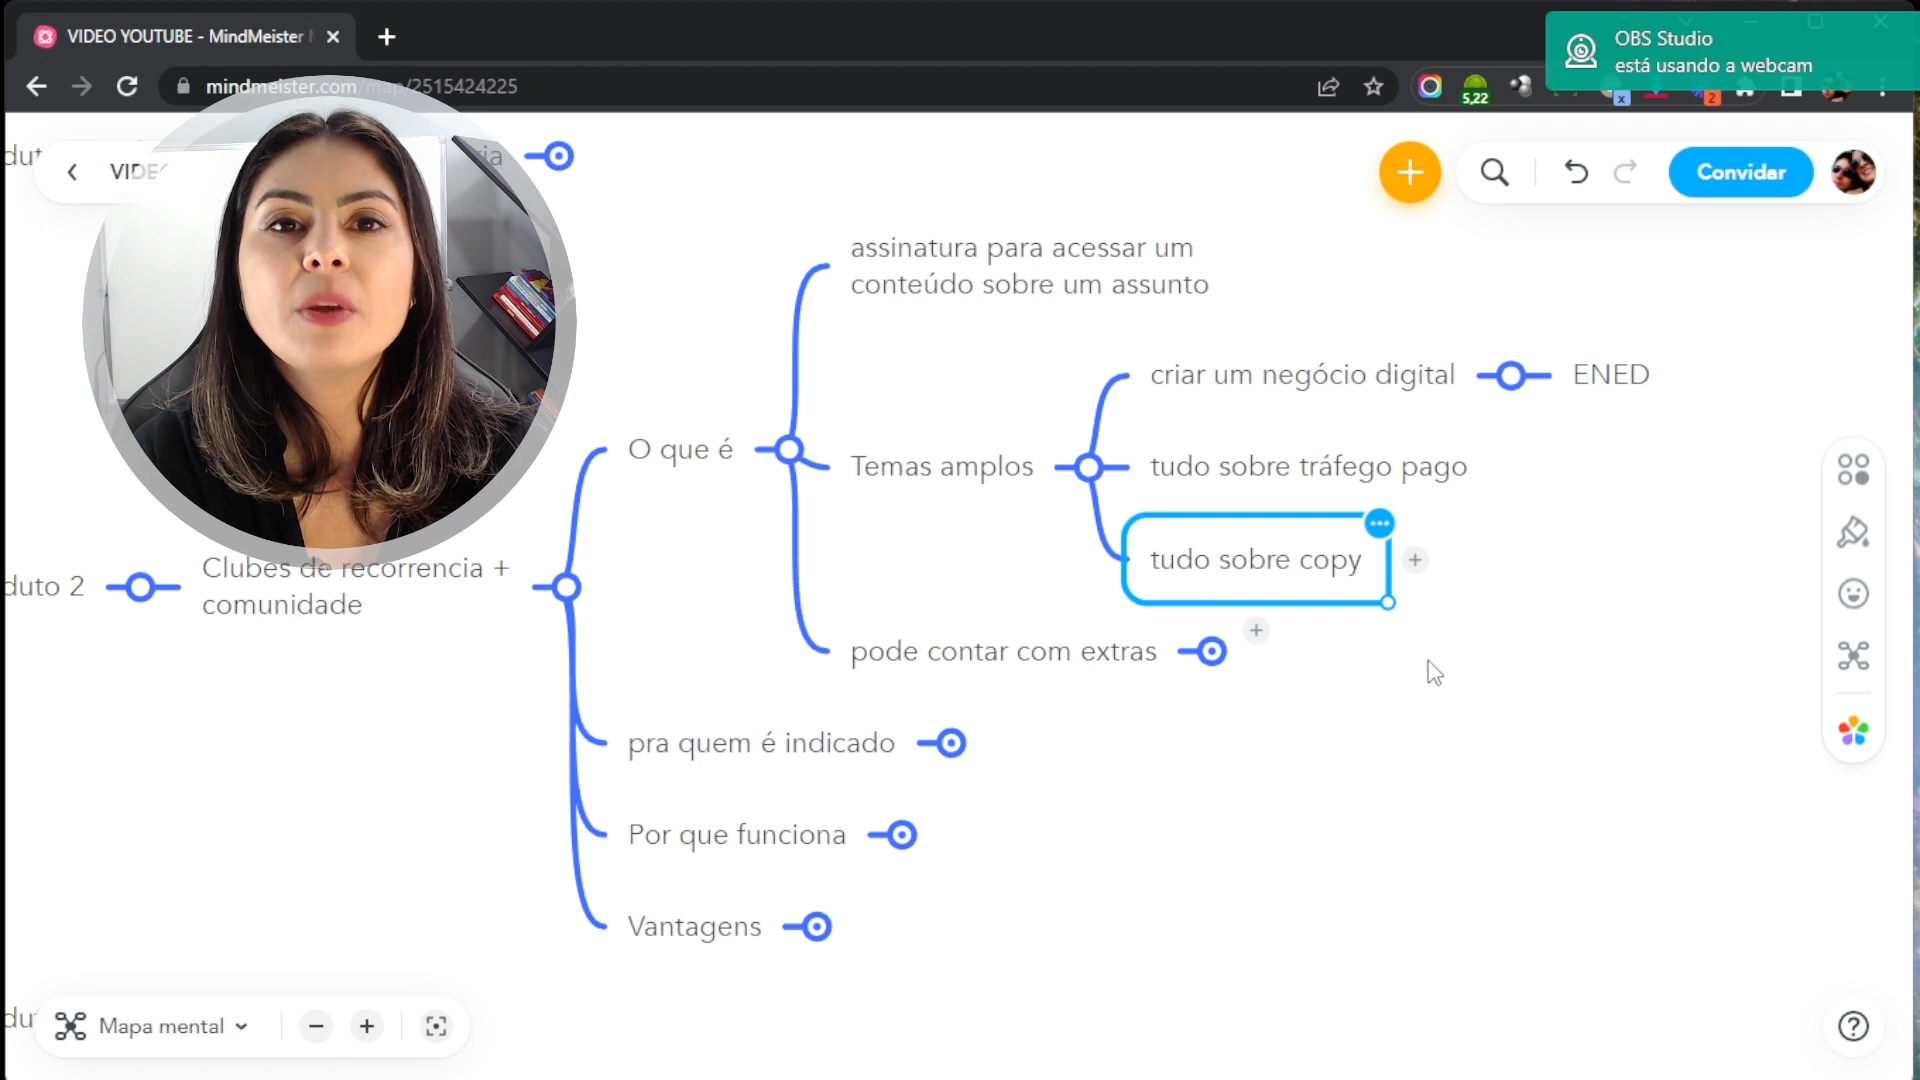 VIDEO YOUTUBE - MindMeister
OBS Studio
está usando a webcam
mindmeister.com/map/2515424225
5,22
x
2
Convidar
assinatura para acessar um
conteúdo sobre um assunto
criar um negócio digital
ENED
O que é
Temas amplos
tudo sobre tráfego pago
tudo sobre copy
duto 2
Clubes de recorrencia +
comunidade
pode contar com extras
pra quem é indicado
Por que funciona
Vantagens
Mapa mental